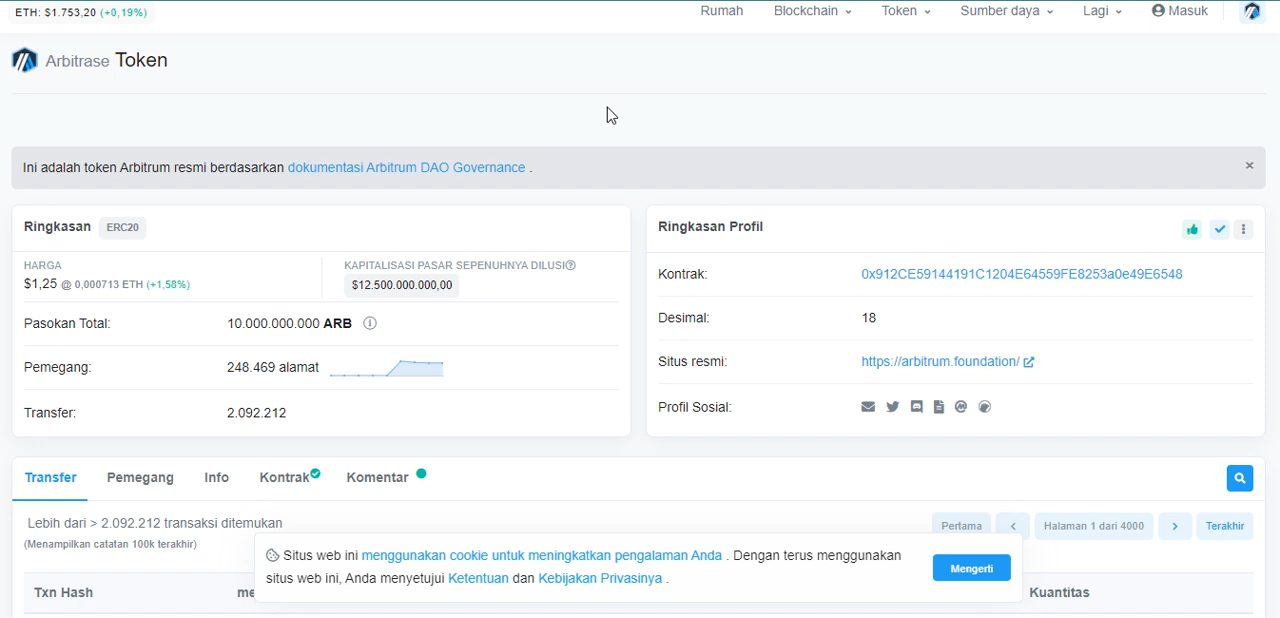 ETH: $1.753,20 (+0,19%)
Rumah Blockchain Token Sumber daya Lagi Masuk
Arbitrase Token
Ini adalah token Arbitrum resmi berdasarkan dokumentasi Arbitrum DAO Governance .
Ringkasan ERC20
HARGA
$1,25 @ 0,000713 ETH (+1,58%)
KAPITALISASI PASAR SEPENUHNYA DILUSI
$12.500.000.000,00
Pasokan Total: 10.000.000.000 ARB
Pemegang: 248.469 alamat
Transfer: 2.092.212
Ringkasan Profil
Kontrak: 0x912CE59144191C1204E64559FE8253a0e49E6548
Desimal: 18
Situs resmi: https://arbitrum.foundation/
Profil Sosial:
Transfer Pemegang Info Kontrak Komentar
Lebih dari > 2.092.212 transaksi ditemukan
(Menampilkan catatan 100k terakhir)
Pertama Halaman 1 dari 4000 Terakhir
Situs web ini menggunakan cookie untuk meningkatkan pengalaman Anda . Dengan terus menggunakan
situs web ini, Anda menyetujui Ketentuan dan Kebijakan Privasinya .
Mengerti
Txn Hash me Kuantitas